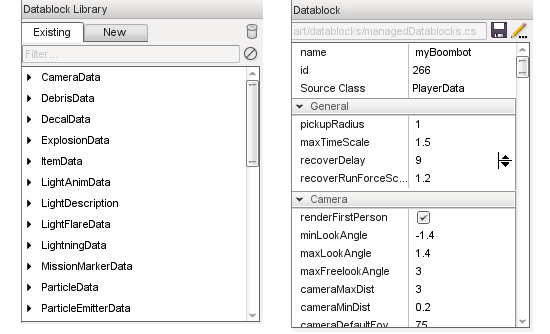 Datablock Library
Existing
New
Filter...
CameraData
DebrisData
DecalData
ExplosionData
ItemData
LightAnimData
LightDescription
LightFlareData
LightningData
MissionMarkerData
ParticleData
ParticleEmitterData
Datablock
art/datablocks/managedDatablocks.cs
name myBoombot
id 266
Source Class PlayerData
General
pickupRadius 1
maxTimeScale 1.5
recoverDelay 9
recoverRunForceSc... 1.2
Camera
renderFirstPerson
minLookAngle -1.4
maxLookAngle 1.4
maxFreelookAngle 3
cameraMaxDist 3
cameraMinDist 0.2
cameraDefaultFov 75